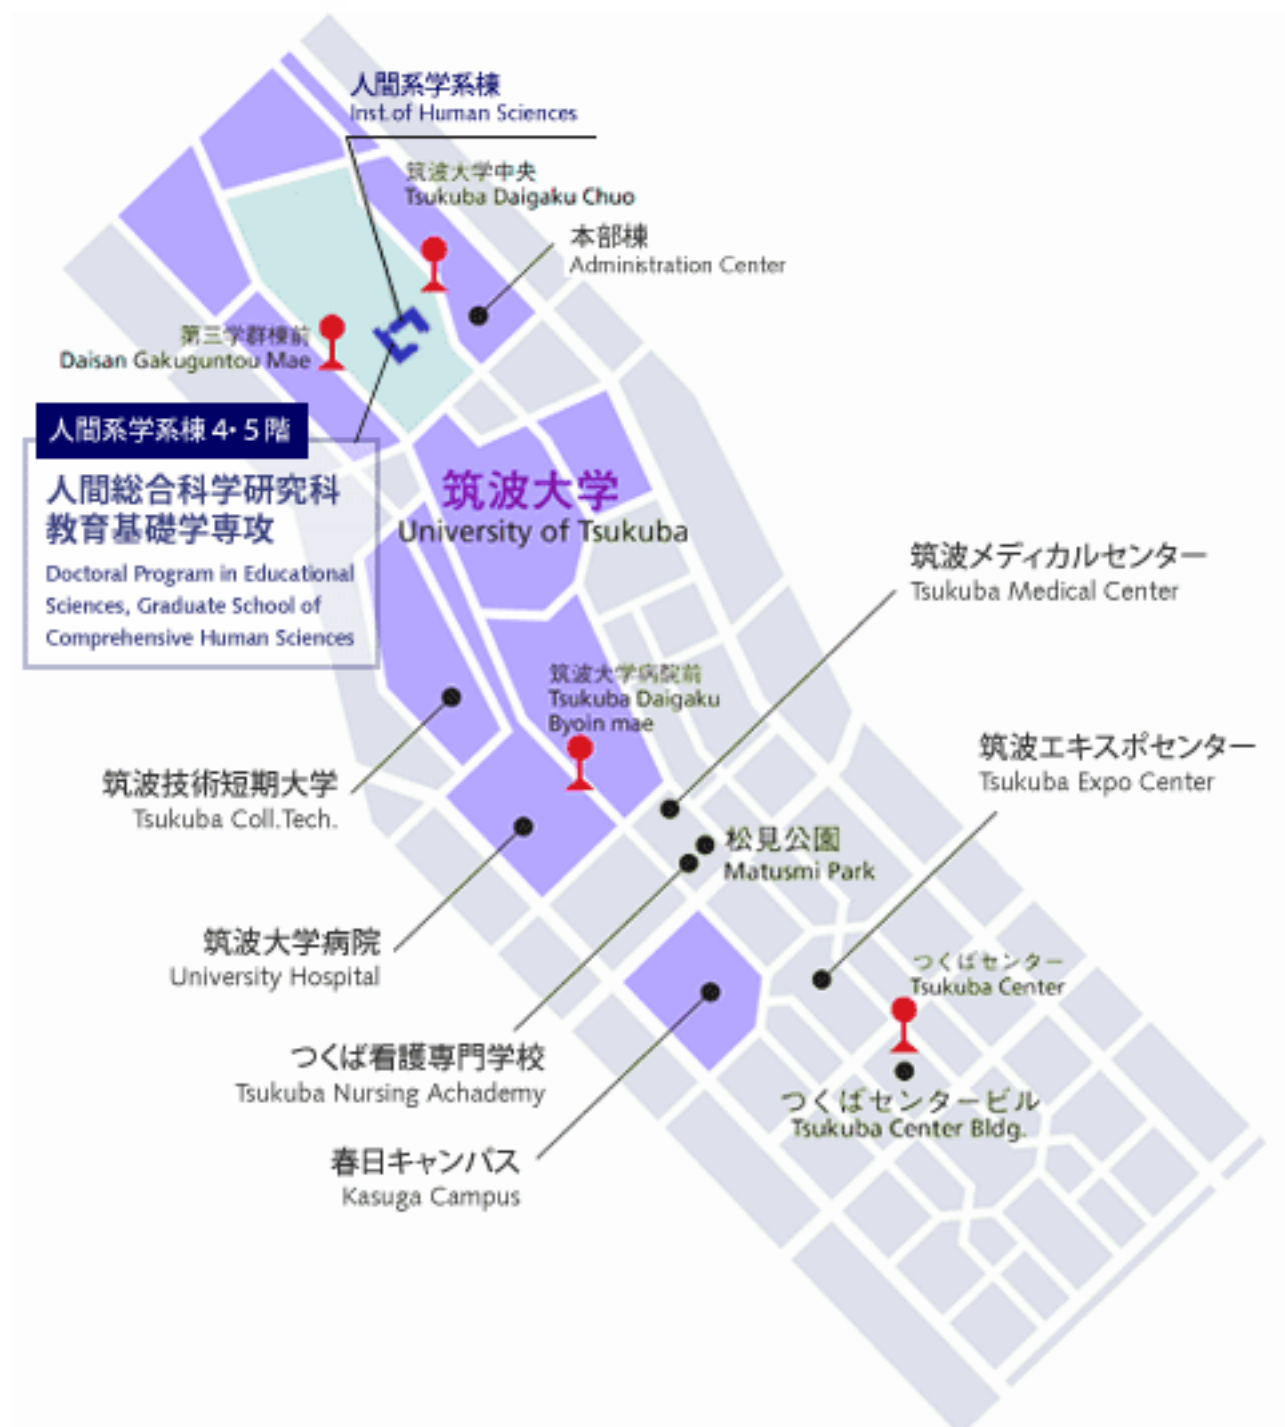 人間系学系棟
Inst.of Human Sciences
筑波大学中央
Tsukuba Daigaku Chuo
本部棟
Administration Center
第三学群棟前
Daisan Gakuguntou Mae
人間系学系棟 4・5 階
人間総合科学研究科
教育基礎学専攻
Doctoral Program in Educational
Sciences, Graduate School of
Comprehensive Human Sciences
筑波大学
University of Tsukuba
筑波メディカルセンター
Tsukuba Medical Center
筑波大学病院前
Tsukuba Daigaku
Byoin mae
筑波エキスポセンター
Tsukuba Expo Center
筑波技術短期大学
Tsukuba Coll.Tech.
松見公園
Matusmi Park
筑波大学病院
University Hospital
つくばセンター
Tsukuba Center
つくば看護専門学校
Tsukuba Nursing Achademy
つくばセンタービル
Tsukuba Center Bldg.
春日キャンパス
Kasuga Campus